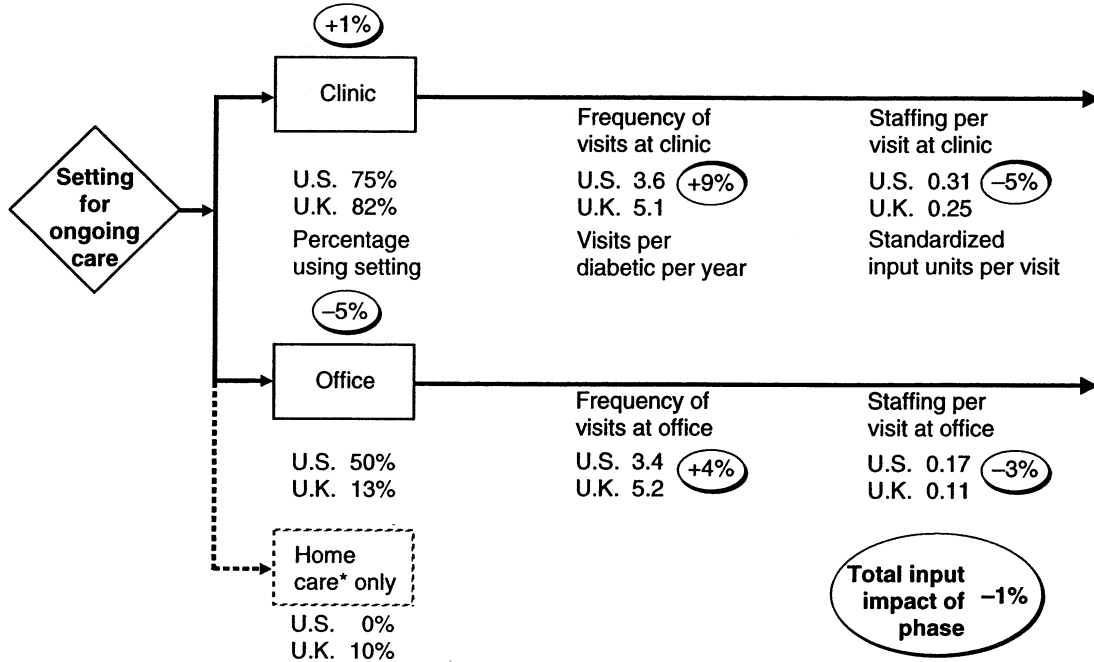 +1%
Clinic
Setting
for
ongoing
care
U.S. 75%
U.K. 82%
Percentage
using setting
Frequency of
visits at clinic
U.S. 3.6 +9%
U.K. 5.1
Visits per
diabetic per year
Staffing per
visit at clinic
U.S. 0.31 –5%
U.K. 0.25
Standardized
input units per visit
–5%
Office
U.S. 50%
U.K. 13%
Frequency of
visits at office
U.S. 3.4 +4%
U.K. 5.2
Staffing per
visit at office
U.S. 0.17 –3%
U.K. 0.11
Home
care* only
U.S. 0%
U.K. 10%
Total input
impact of –1%
phase